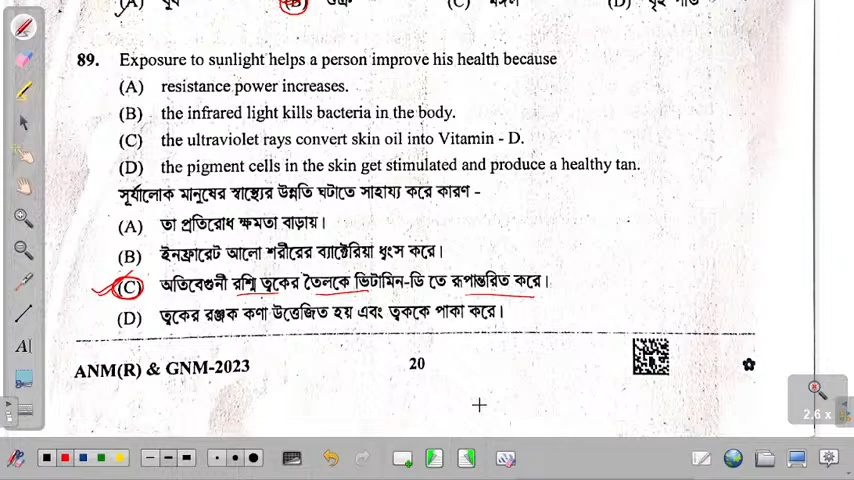 (A) (B) (C) (D)
89. Exposure to sunlight helps a person improve his health because
(A) resistance power increases.
(B) the infrared light kills bacteria in the body.
(C) the ultraviolet rays convert skin oil into Vitamin - D.
(D) the pigment cells in the skin get stimulated and produce a healthy tan.
সূর্যালোক মানুষের স্বাস্থ্যের উন্নতি ঘটাতে সাহায্য করে কারণ -
(A) তা প্রতিরোধ ক্ষমতা বাড়ায়।
(B) ইনফ্রারেট আলো শরীরের ব্যাক্টেরিয়া ধ্বংস করে।
(C) অতিবেগুনী রশ্মি ত্বকের তৈলকে ভিটামিন-ডি তে রূপান্তরিত করে।
(D) ত্বকের রঞ্জক কণা উত্তেজিত হয় এবং ত্বককে পাকা করে।
ANM(R) & GNM-2023 20
2.6 x
A